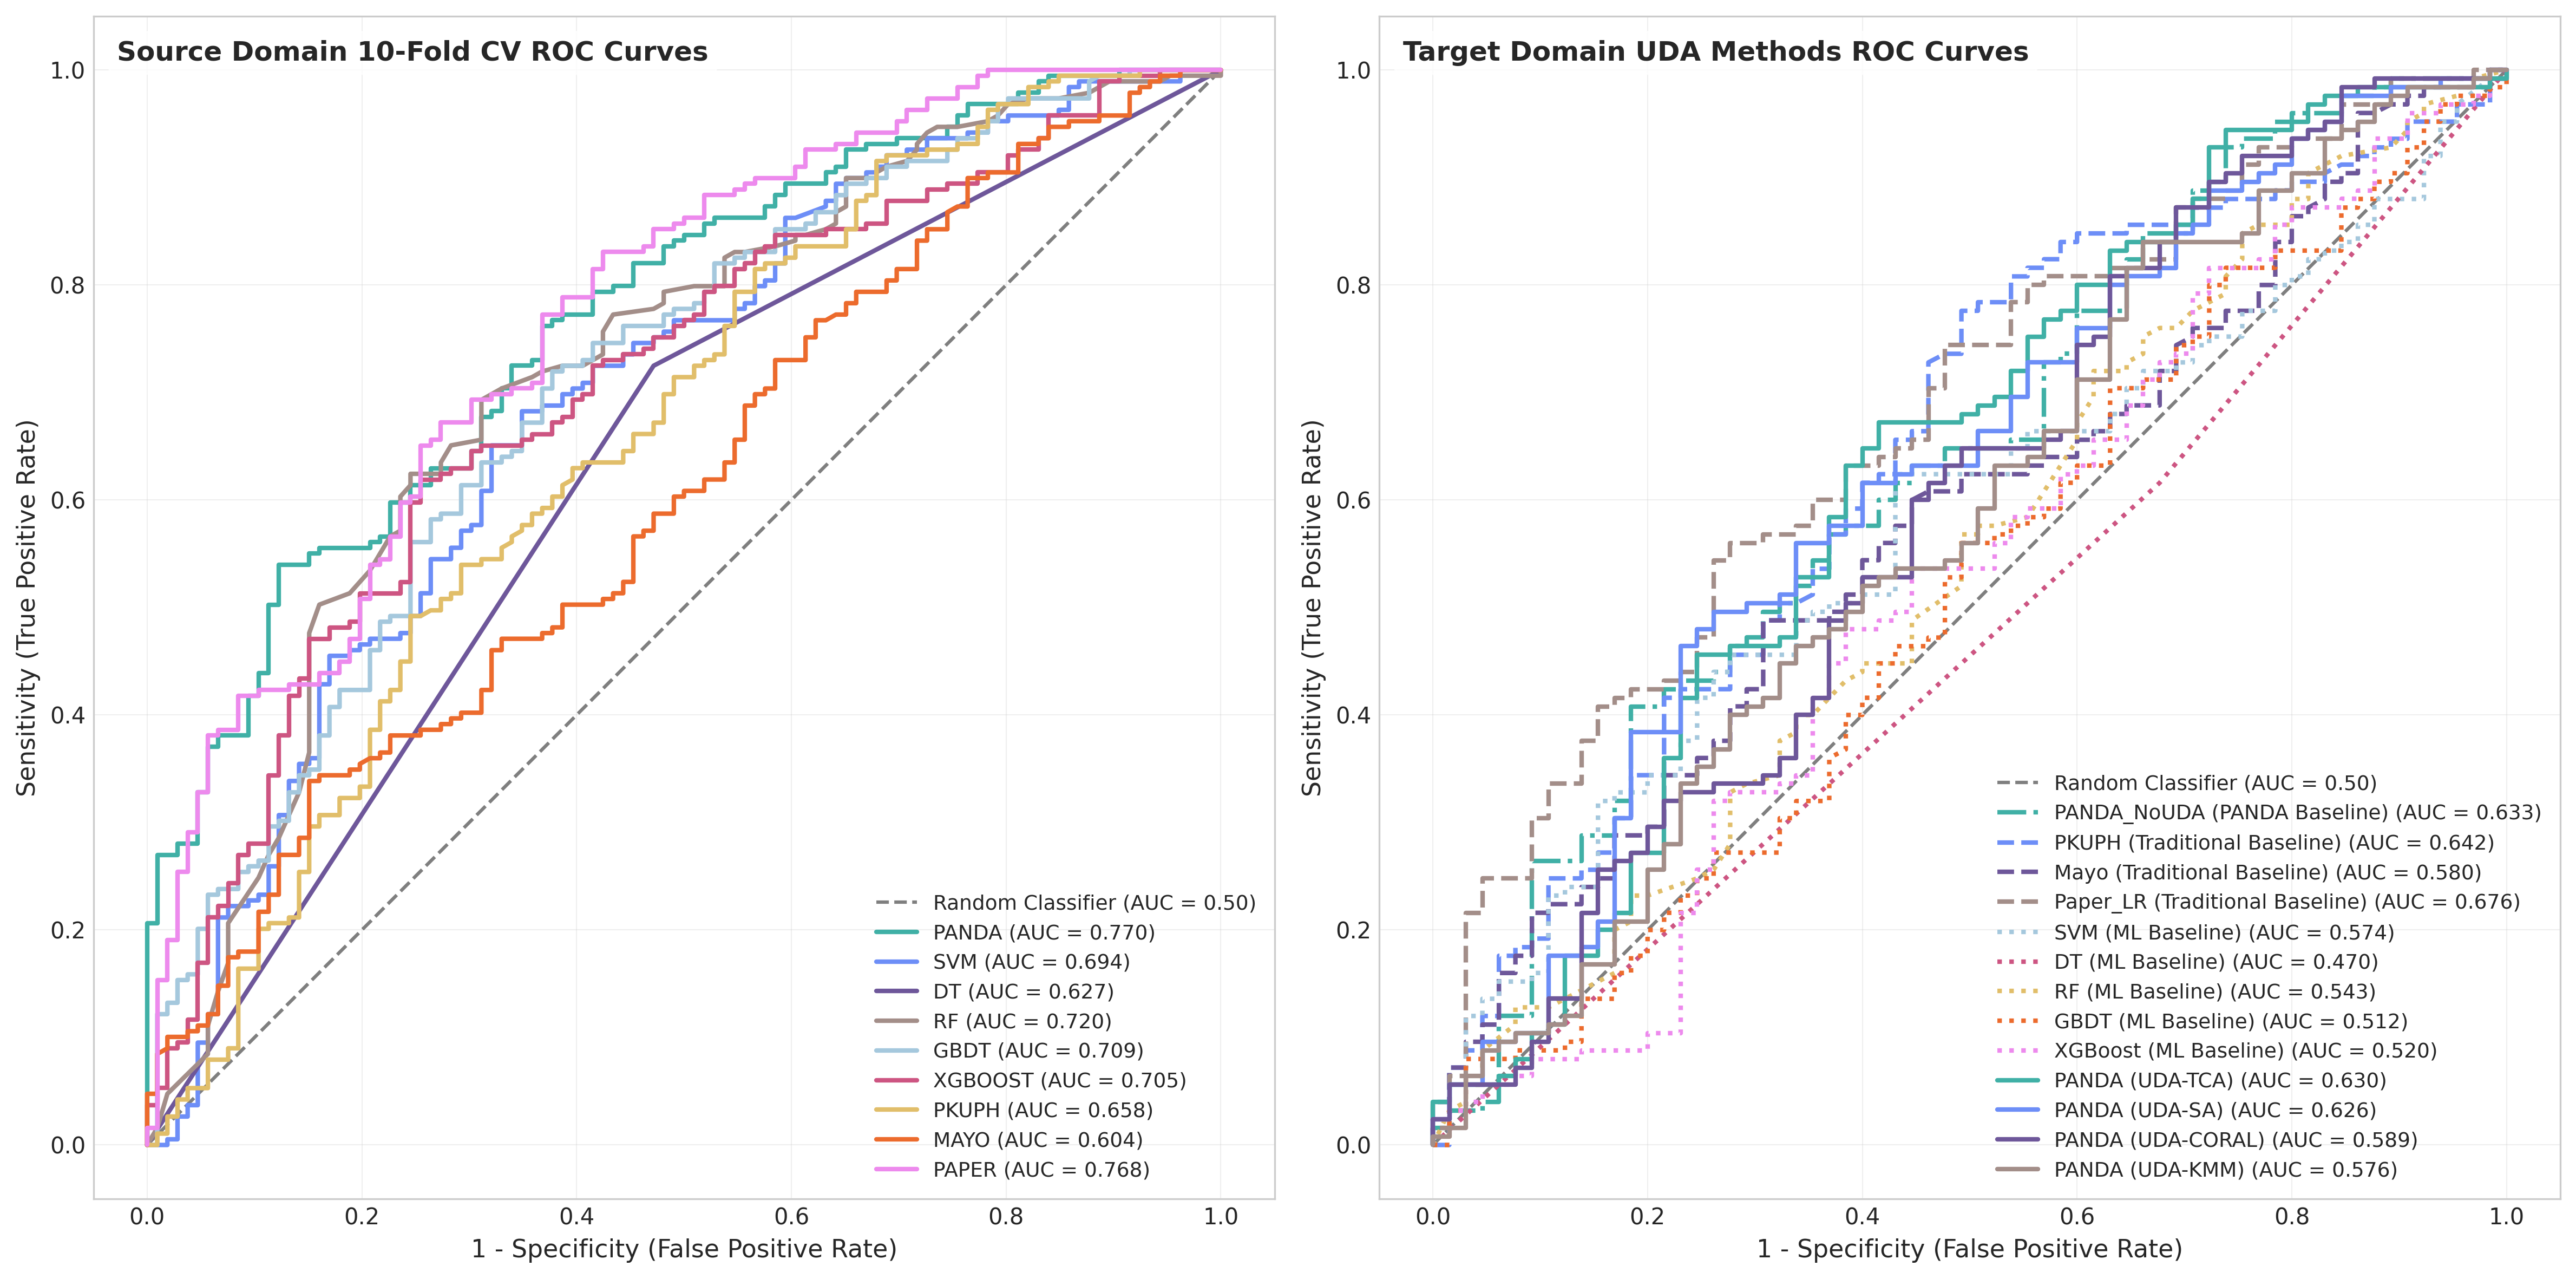 Source Domain 10-Fold CV ROC Curves
Sensitivity (True Positive Rate)
1.0
0.8
0.6
0.4
0.2
0.0
Random Classifier (AUC = 0.50)
PANDA (AUC = 0.770)
SVM (AUC = 0.694)
DT (AUC = 0.627)
RF (AUC = 0.720)
GBDT (AUC = 0.709)
XGBOOST (AUC = 0.705)
PKUPH (AUC = 0.658)
MAYO (AUC = 0.604)
PAPER (AUC = 0.768)
0.0 0.2 0.4 0.6 0.8 1.0
1 - Specificity (False Positive Rate)
Target Domain UDA Methods ROC Curves
Sensitivity (True Positive Rate)
1.0
0.8
0.6
0.4
0.2
0.0
Random Classifier (AUC = 0.50)
PANDA_NoUDA (PANDA Baseline) (AUC = 0.633)
PKUPH (Traditional Baseline) (AUC = 0.642)
Mayo (Traditional Baseline) (AUC = 0.580)
Paper_LR (Traditional Baseline) (AUC = 0.676)
SVM (ML Baseline) (AUC = 0.574)
DT (ML Baseline) (AUC = 0.470)
RF (ML Baseline) (AUC = 0.543)
GBDT (ML Baseline) (AUC = 0.512)
XGBoost (ML Baseline) (AUC = 0.520)
PANDA (UDA-TCA) (AUC = 0.630)
PANDA (UDA-SA) (AUC = 0.626)
PANDA (UDA-CORAL) (AUC = 0.589)
PANDA (UDA-KMM) (AUC = 0.576)
0.0 0.2 0.4 0.6 0.8 1.0
1 - Specificity (False Positive Rate)